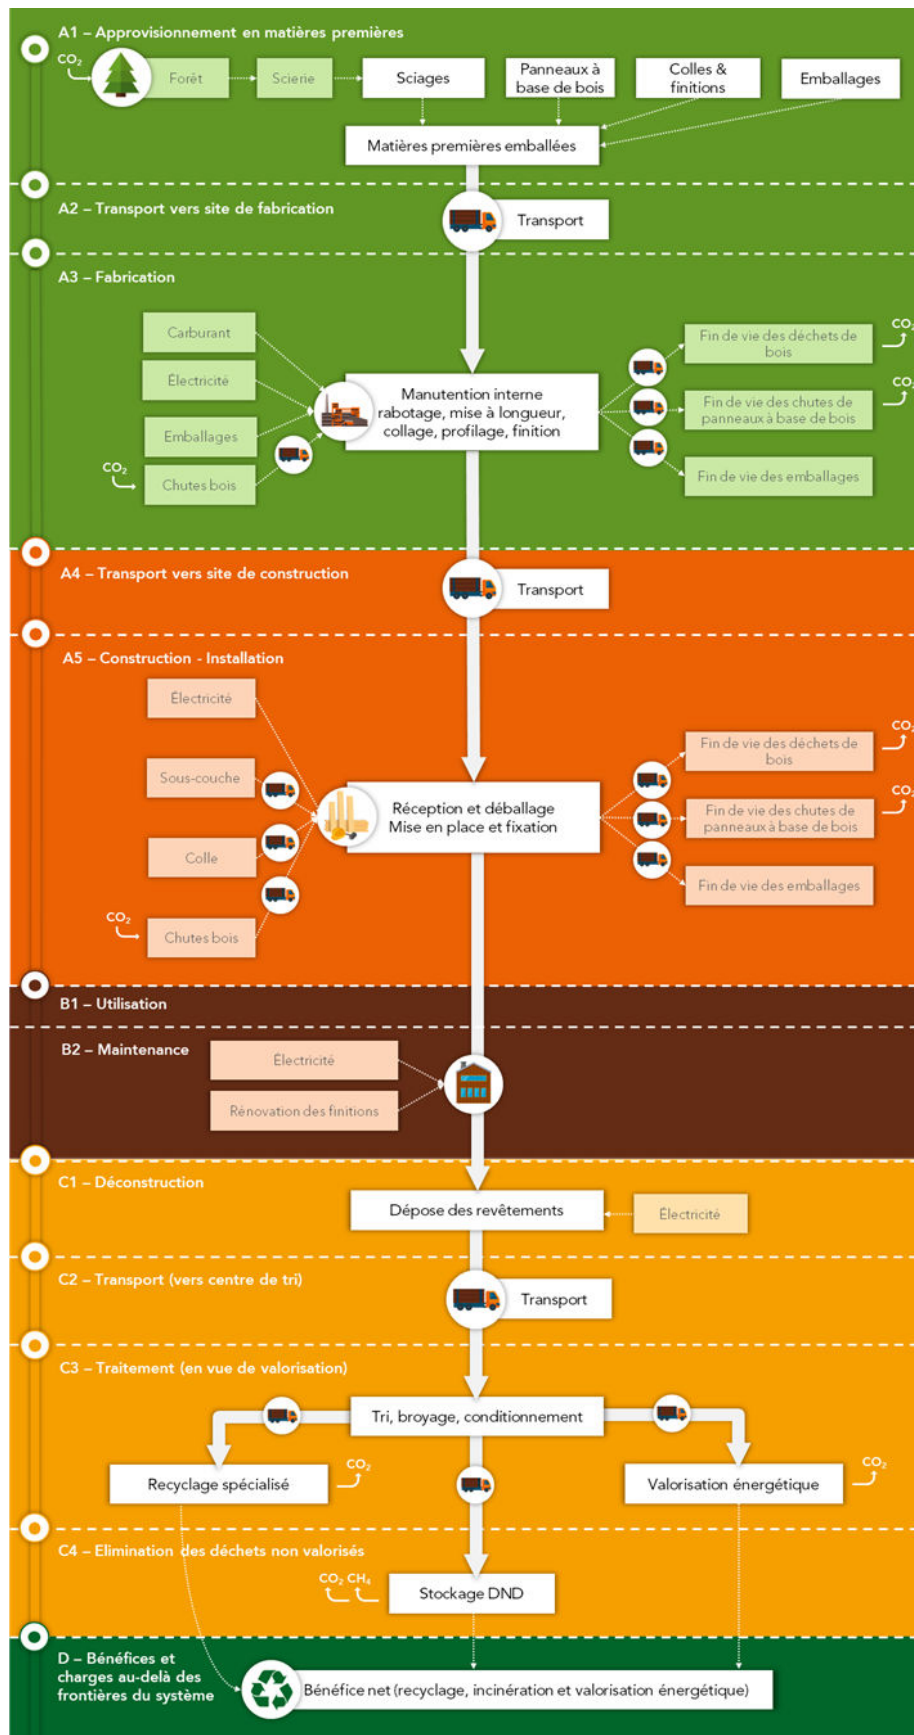 A1 – Approvisionnement en matières premières
CO₂
Forêt
Scierie
Sciages
Panneaux à
base de bois
Colles &
finitions
Emballages
Matières premières emballées
A2 – Transport vers site de fabrication
Transport
A3 – Fabrication
Carburant
Électricité
Emballages
CO₂
Chutes bois
Manutention interne
rabotage, mise à longueur,
collage, profilage, finition
Fin de vie des déchets de
bois
CO₂
Fin de vie des chutes de
panneaux à base de bois
CO₂
Fin de vie des emballages
A4 – Transport vers site de construction
Transport
A5 – Construction - Installation
Électricité
Sous-couche
Colle
CO₂
Chutes bois
Réception et déballage
Mise en place et fixation
Fin de vie des déchets de
bois
CO₂
Fin de vie des chutes de
panneaux à base de bois
CO₂
Fin de vie des emballages
B1 – Utilisation
B2 – Maintenance
Électricité
Rénovation des finitions
C1 – Déconstruction
Dépose des revêtements
Électricité
C2 – Transport (vers centre de tri)
Transport
C3 – Traitement (en vue de valorisation)
Tri, broyage, conditionnement
Recyclage spécialisé
CO₂
Valorisation énergétique
CO₂
C4 – Elimination des déchets non valorisés
CO₂ CH₄
Stockage DND
D – Bénéfices et
charges au-delà des
frontières du système
Bénéfice net (recyclage, incinération et valorisation énergétique)